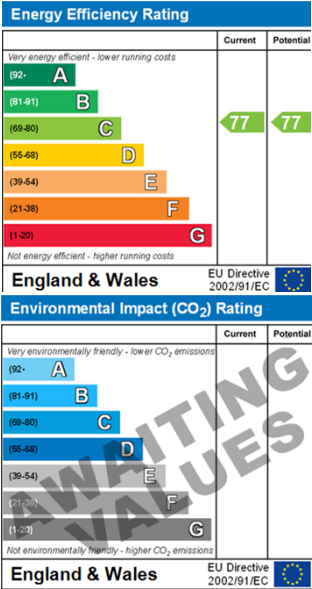 Energy Efficiency Rating
Current Potential
Very energy efficient - lower running costs
(92- A
(81-91) B
(69-80) C 77 77
(55-68) D
(39-54) E
(21-38) F
(1-20) G
Not energy efficient - higher running costs
England & Wales EU Directive
2002/91/EC
Environmental Impact (CO2) Rating
Current Potential
Very environmentally friendly - lower CO2 emissions
(92- A
(81-91) B
(69-80) C
(55-68) D
(39-54) E
(21-38) F
(1-20) G
AWAITING
VALUES
Not environmentally friendly - higher CO2 emissions
England & Wales EU Directive
2002/91/EC